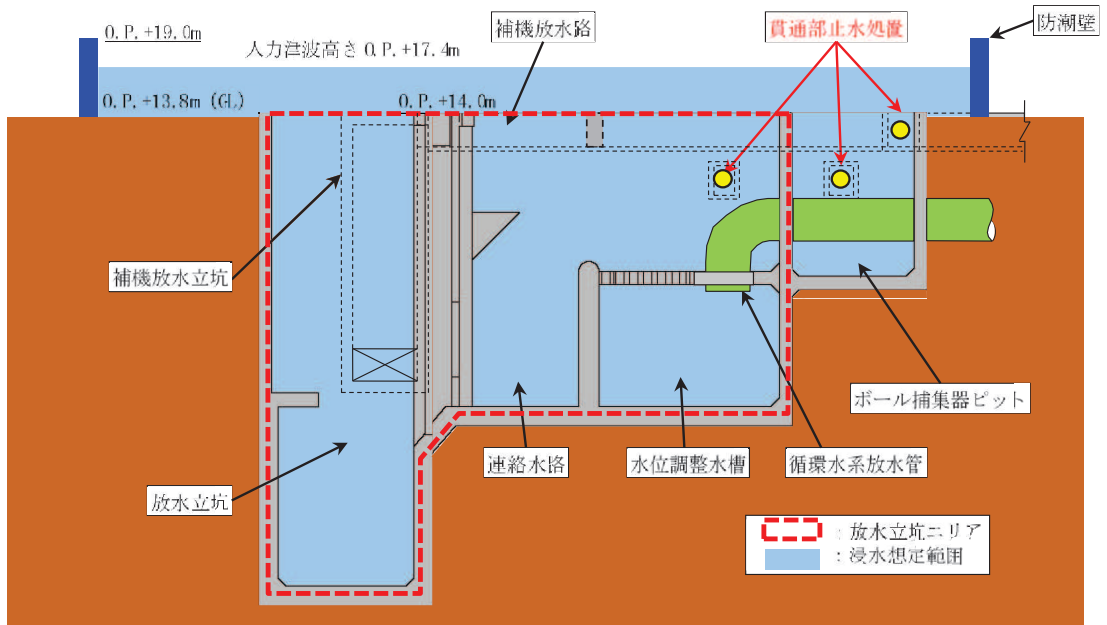 O.P.+19.0m
補機放水路
貫通部止水処置
防潮壁
人力津波高さO.P.+17.4m
O.P.+13.8m (GL)
O.P.+14.0m
補機放水立坑
ボール捕集器ピット
連絡水路
水位調整水槽
循環水系放水管
放水立坑
：放水立坑エリア
：浸水想定範囲